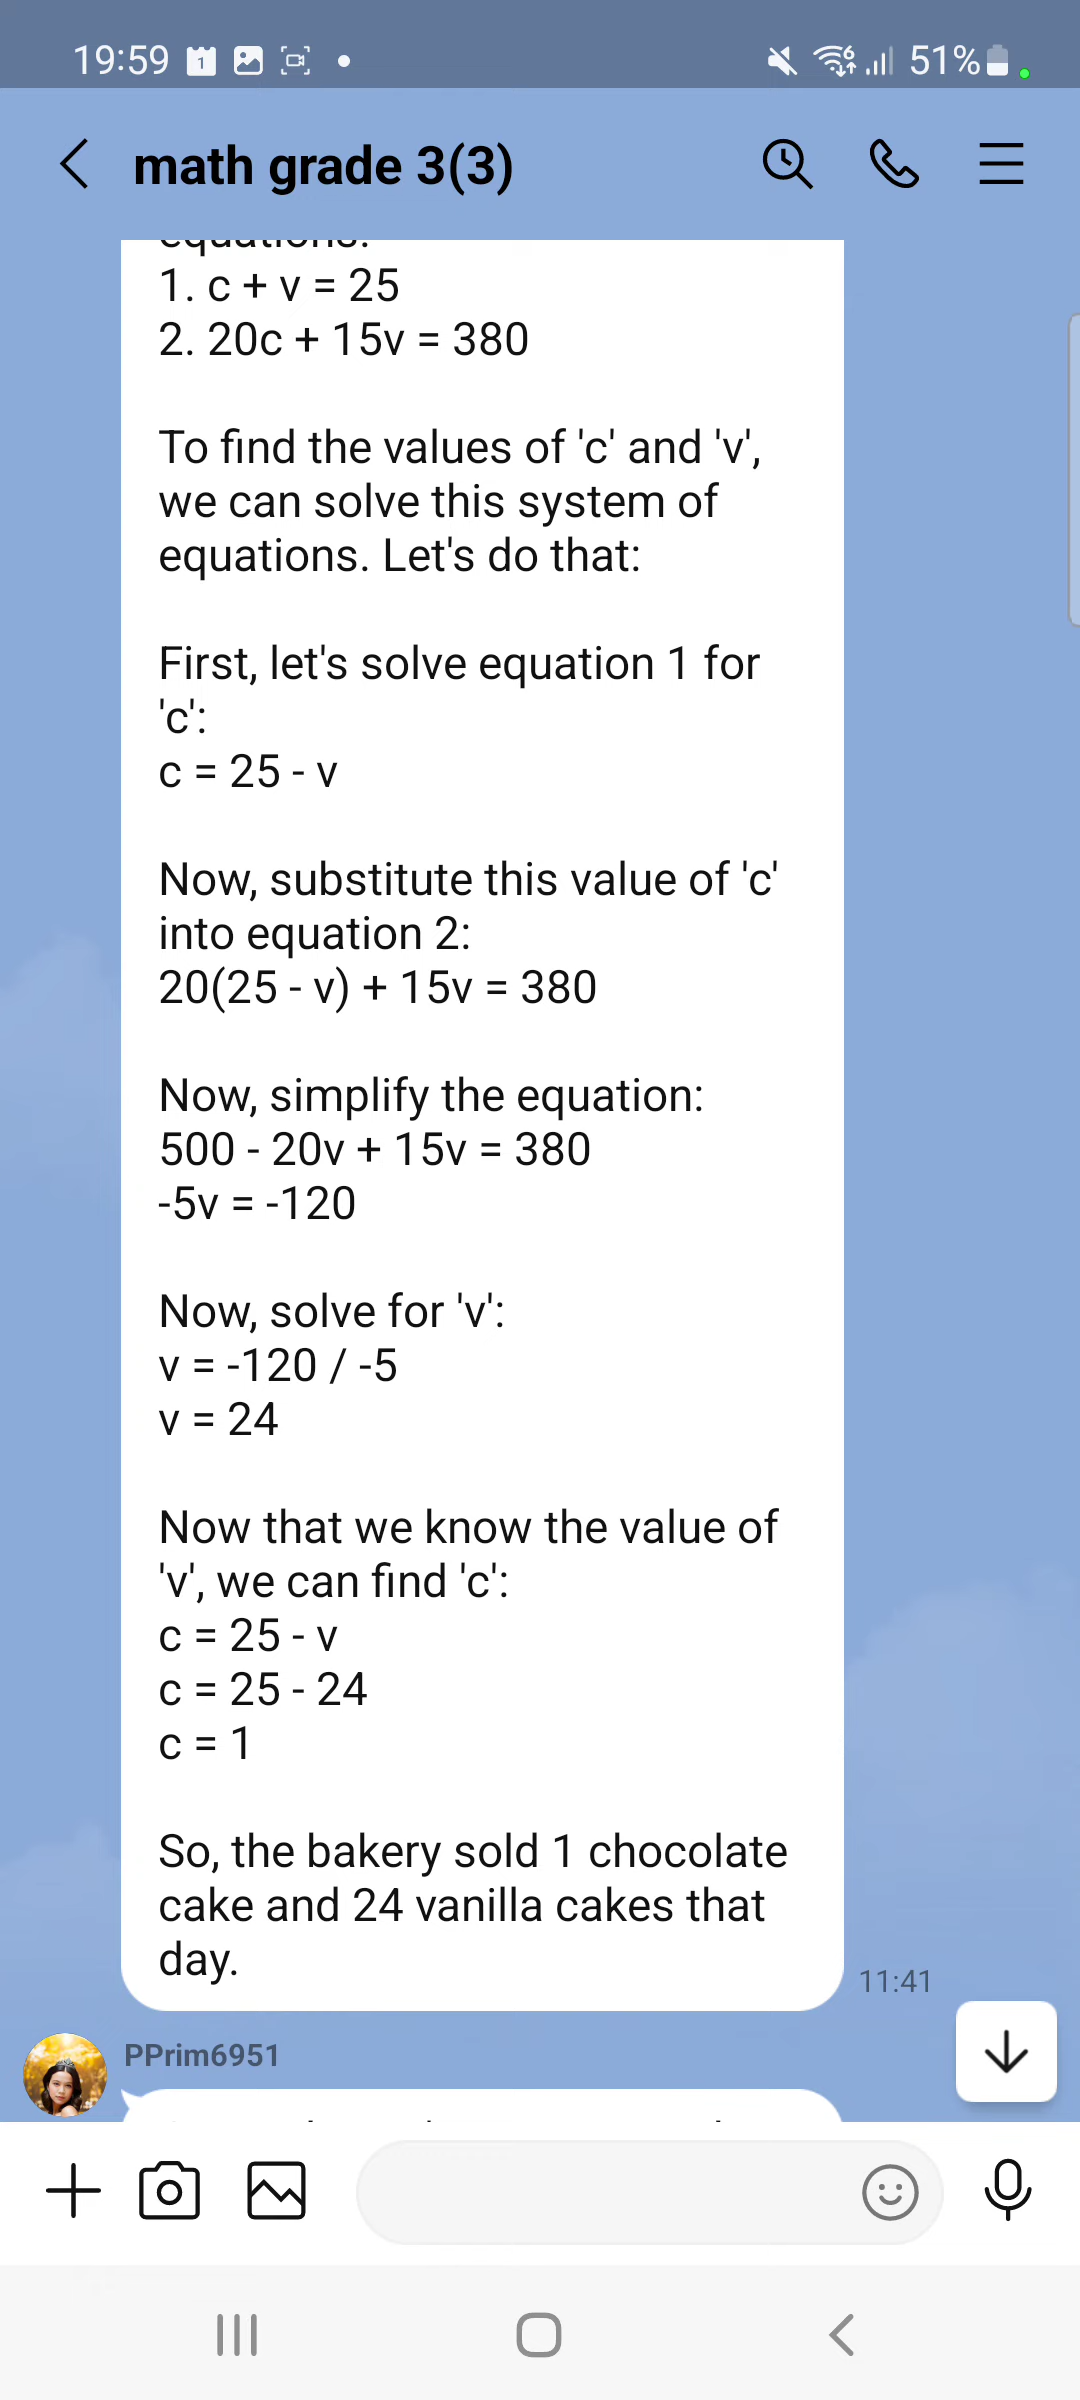 19:59
1
6
51%
math grade 3(3)
equations:
1. c + v = 25
2. 20c + 15v = 380
To find the values of 'c' and 'v',
we can solve this system of
equations. Let's do that:
First, let's solve equation 1 for
'c':
c = 25 - v
Now, substitute this value of 'c'
into equation 2:
20(25 - v) + 15v = 380
Now, simplify the equation:
500 - 20v + 15v = 380
-5v = -120
Now, solve for 'v':
v = -120 / -5
v = 24
Now that we know the value of
'v', we can find 'c':
c = 25 - v
c = 25 - 24
c = 1
So, the bakery sold 1 chocolate
cake and 24 vanilla cakes that
day.
11:41
PPrim6951